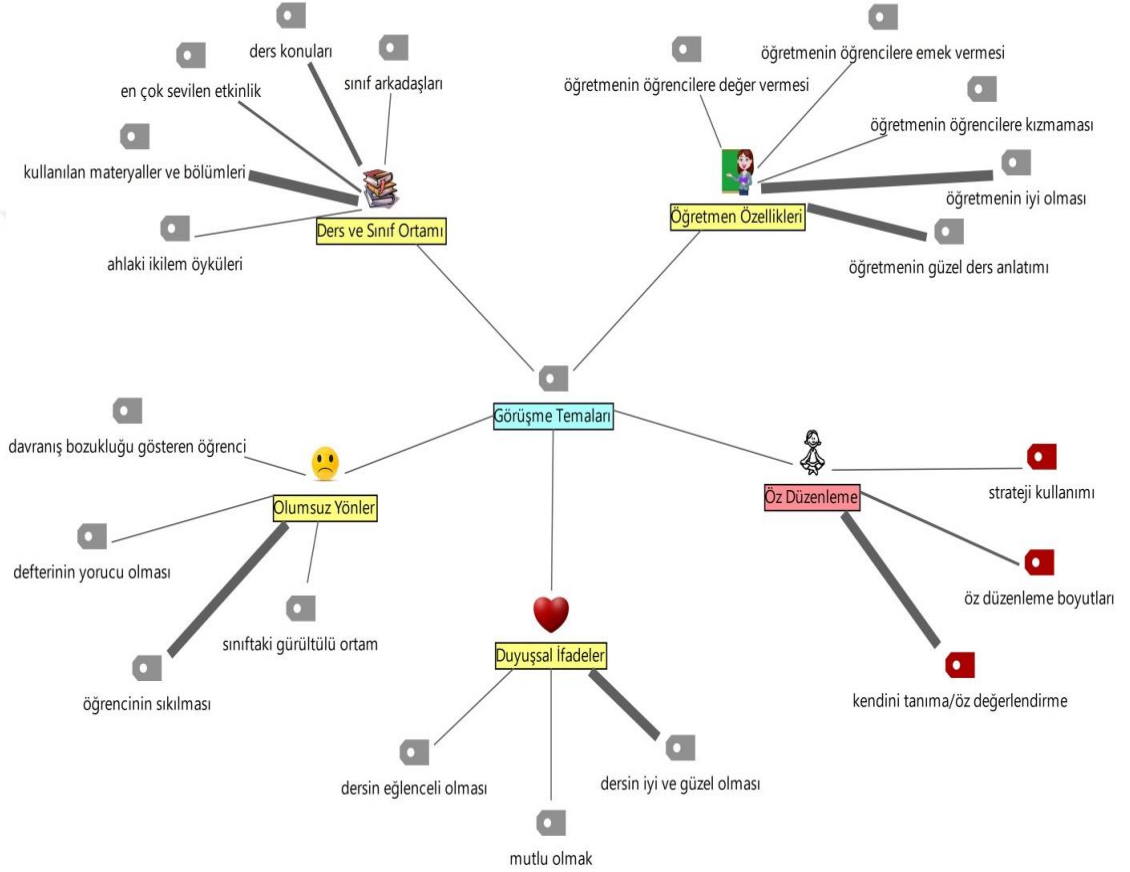 ders konuları
sınıf arkadaşları
en çok sevilen etkinlik
kullanılan materyaller ve bölümleri
ahlaki ikilem öyküleri
Ders ve Sınıf Ortamı
öğretmenin öğrencilere emek vermesi
öğretmenin öğrencilere değer vermesi
öğretmenin öğrencilere kızmaması
öğretmenin iyi olması
öğretmenin güzel ders anlatımı
Öğretmen Özellikleri
Görüşme Temaları
davranış bozukluğu gösteren öğrenci
Olumsuz Yönler
defterinin yorucu olması
sınıftaki gürültülü ortam
öğrencinin sıkılması
Duyuşsal İfadeler
dersin eğlenceli olması
mutlu olmak
dersin iyi ve güzel olması
Öz Düzenleme
strateji kullanımı
öz düzenleme boyutları
kendini tanıma/öz değerlendirme